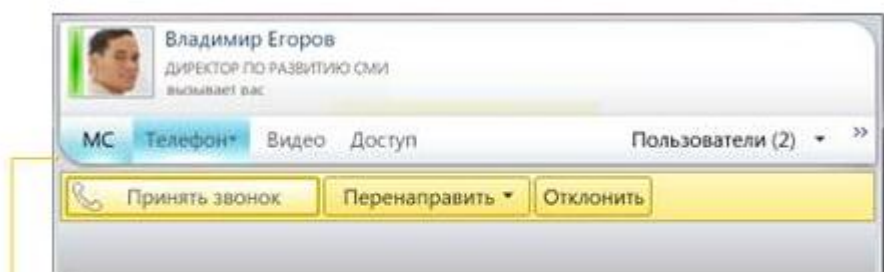 Владимир Егоров
ДИРЕКТОР ПО РАЗВИТИЮ СМИ
вызывает вас
МС Телефон Видео Доступ Пользователи (2) »
Принять звонок Перенаправить Отклонить